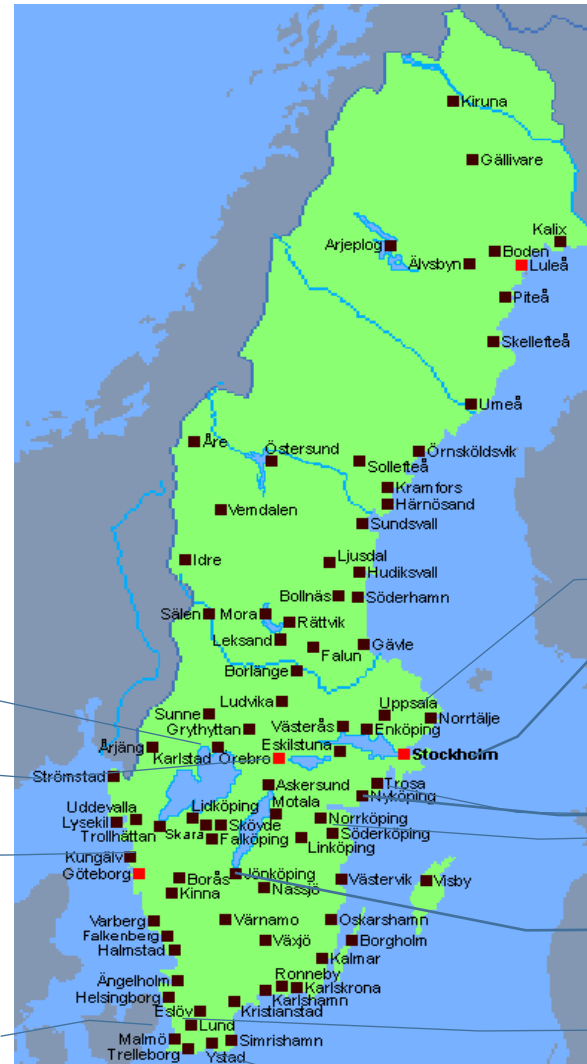 Kiruna
Gällivare
Kalix
Arjeplog
Boden
Älvsbyn
Luleå
Piteå
Skellefteå
Umeå
Åre
Östersund
Örnsköldsvik
Sollefteå
Kramfors
Härnösand
Vemdalen
Sundsvall
Idre
Ljusdal
Hudiksvall
Bollnäs
Söderhamn
Sälen
Mora
Rättvik
Leksand
Falun
Gävle
Borlänge
Ludvika
Sunne
Uppsala
Norrtälje
Grythyttan
Västerås
Enköping
Årjäng
Karlstad
Örebro
Eskilstuna
Stockholm
Strömstad
Askersund
Trosa
Nyköping
Uddevalla
Lidköping
Motala
Lysekil
Skövde
Norrköping
Trollhättan
Skara
Falköping
Söderköping
Linköping
Kungälv
Göteborg
Borås
Jönköping
Västervik
Visby
Kinna
Nässjö
Varberg
Värnamo
Oskarshamn
Falkenberg
Växjö
Borgholm
Halmstad
Kalmar
Ängelholm
Ronneby
Karlskrona
Helsingborg
Karlshamn
Eslöv
Kristianstad
Lund
Malmö
Simrishamn
Trelleborg
Ystad